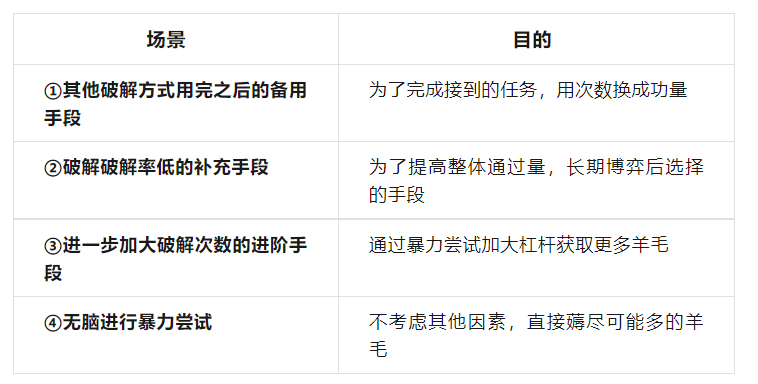 场景 目的
①其他破解方式用完之后的备用 为了完成接到的任务，用次数换成功量
手段
②破解破解率低的补充手段 为了提高整体通过量，长期博弈后选择
的手段
③进一步加大破解次数的进阶手 通过暴力尝试加大杠杆获取更多羊毛
段
④无脑进行暴力尝试 不考虑其他因素，直接薅尽可能多的羊
毛